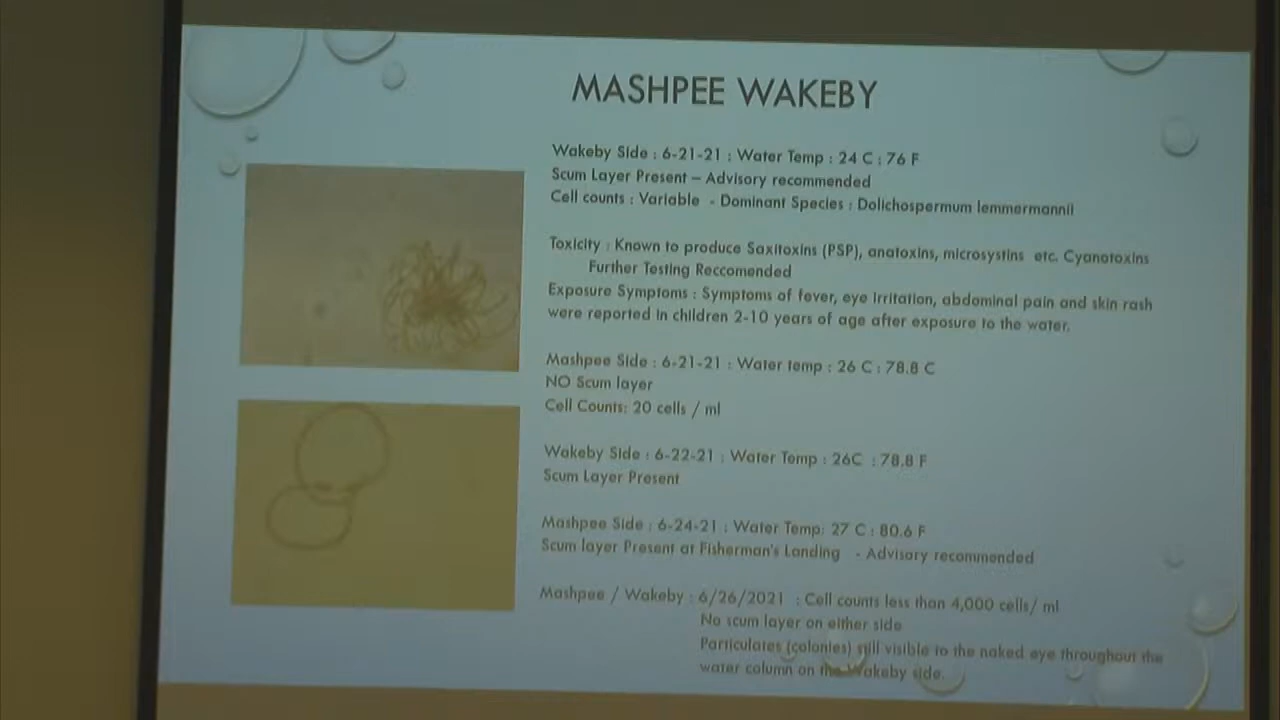 MASHPEE WAKEBY
Wakeby Side : 6-21-21 : Water Temp : 24 C : 76 F
Scum Layer Present – Advisory recommended
Cell counts : Variable - Dominant Species : Dolichospermum lemmermannii
Toxicity : Known to produce Saxitoxins (PSP), anatoxins, microsystins etc. Cyanotoxins
Further Testing Reccomended
Exposure Symptoms : Symptoms of fever, eye irritation, abdominal pain and skin rash
were reported in children 2-10 years of age after exposure to the water.
Mashpee Side : 6-21-21 : Water temp : 26 C : 78.8 C
NO Scum layer
Cell Counts: 20 cells / ml
Wakeby Side : 6-22-21 : Water Temp : 26C : 78.8 F
Scum Layer Present
Mashpee Side : 6-24-21 : Water Temp: 27 C : 80.6 F
Scum layer Present at Fisherman's Landing - Advisory recommended
Mashpee / Wakeby : 6/26/2021 : Cell counts less than 4,000 cells/ ml
No scum layer on either side
Particulates (colonies) still visible to the naked eye throughout the
water column on the Wakeby side.